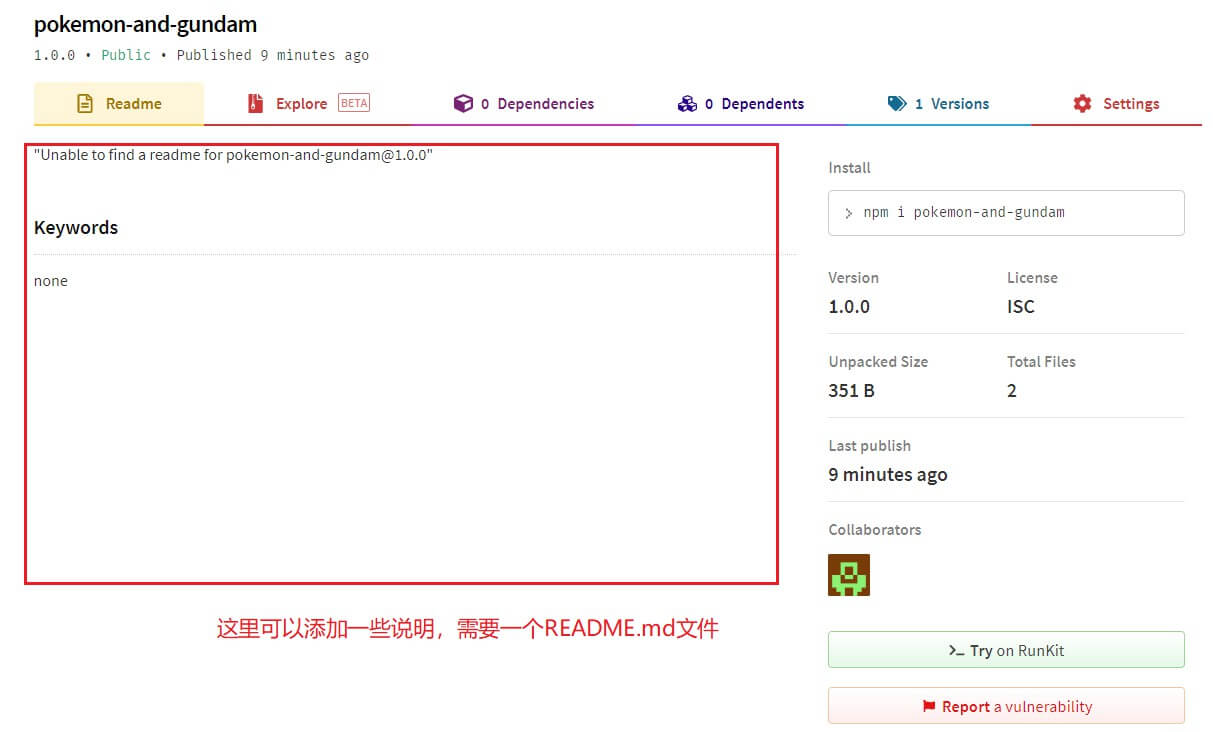 pokemon-and-gundam
1.0.0 • Public • Published 9 minutes ago
Readme
Explore BETA
0 Dependencies
0 Dependents
1 Versions
Settings
"Unable to find a readme for pokemon-and-gundam@1.0.0"
Keywords
none
这里可以添加一些说明，需要一个README.md文件
Install
> npm i pokemon-and-gundam
Version
License
1.0.0
ISC
Unpacked Size
Total Files
351 B
2
Last publish
9 minutes ago
Collaborators
>_ Try on RunKit
Report a vulnerability